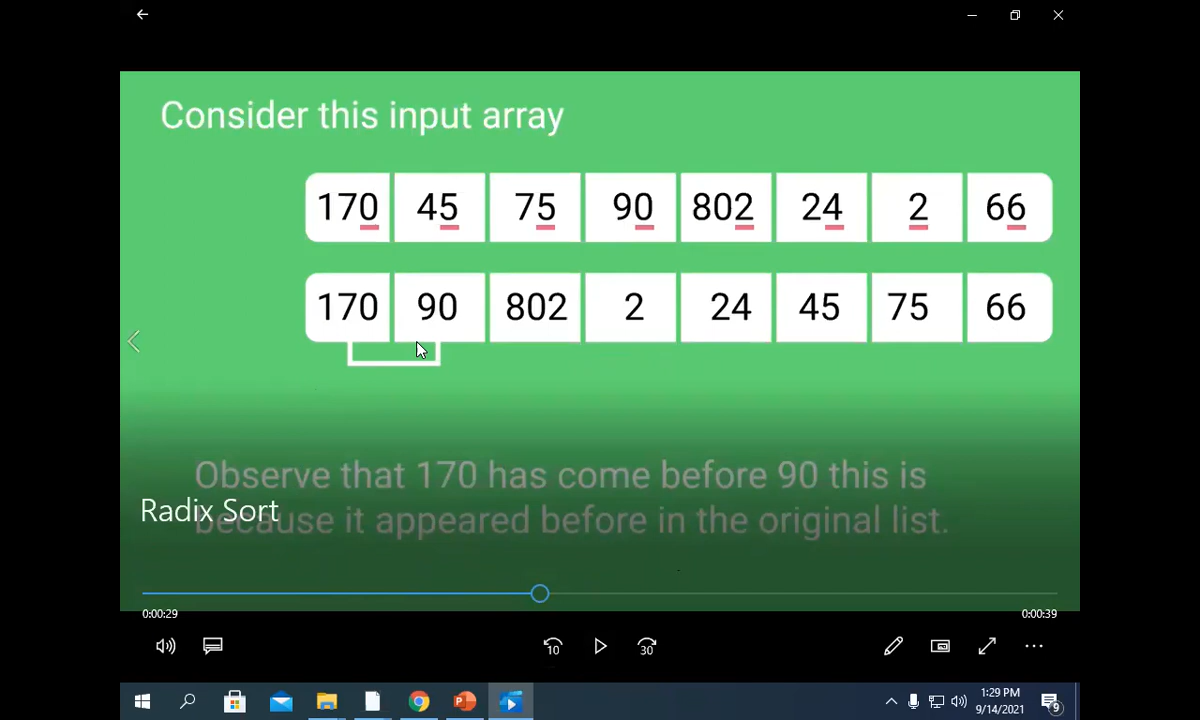 Consider this input array
170 45 75 90 802 24 2 66
170 90 802 2 24 45 75 66
Observe that 170 has come before 90 this is
Radix Sort
because it appeared before in the original list.
0:00:29
0:00:39
10
30
1:29 PM
9/14/2021
9